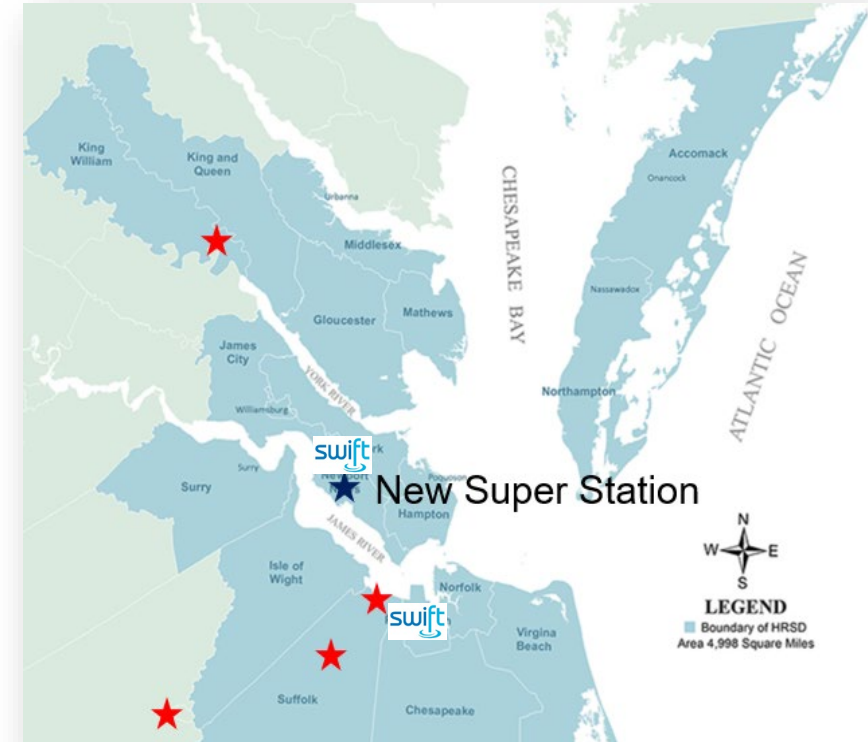 King
William
King and
Queen
Urbanna
Middlesex
Accomack
Onancock
CHESAPEAKE BAY
Nassawadox
ATLANTIC OCEAN
Gloucester
Mathews
James
City
YORK RIVER
Northampton
Williamsburg
swift
rk
Poquoson
Surry
Surry
New Super Station
Hampton
JAMES RIVER
Isle of
Wight
Norfolk
swift
Virgina
Beach
Suffolk
Chesapeake
N
W
E
S
LEGEND
Boundary of HRSD
Area 4,998 Square Miles